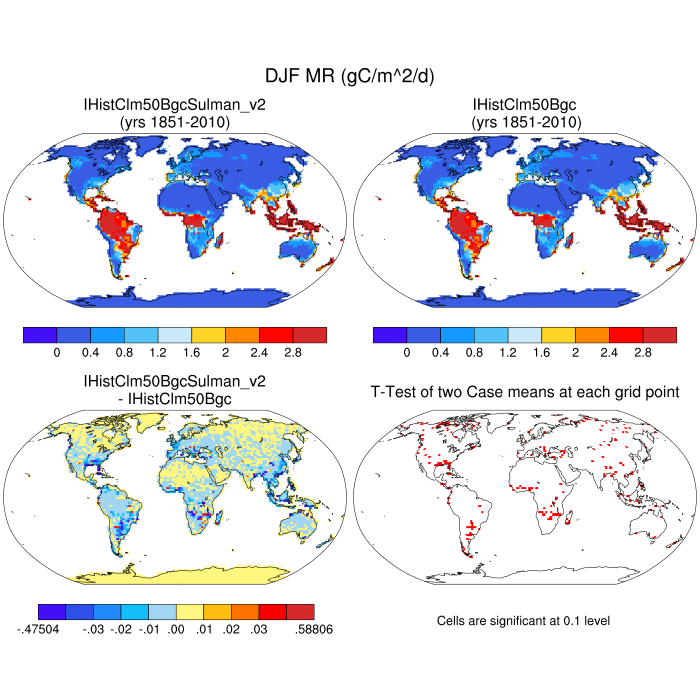 DJF MR (gC/m^2/d)
IHistClm50BgcSulman_v2
(yrs 1851-2010)
IHistClm50Bgc
(yrs 1851-2010)
0 0.4 0.8 1.2 1.6 2 2.4 2.8
0 0.4 0.8 1.2 1.6 2 2.4 2.8
IHistClm50BgcSulman_v2
- IHistClm50Bgc
T-Test of two Case means at each grid point
-.47504 -.03 -.02 -.01 .00 .01 .02 .03 .58806
Cells are significant at 0.1 level